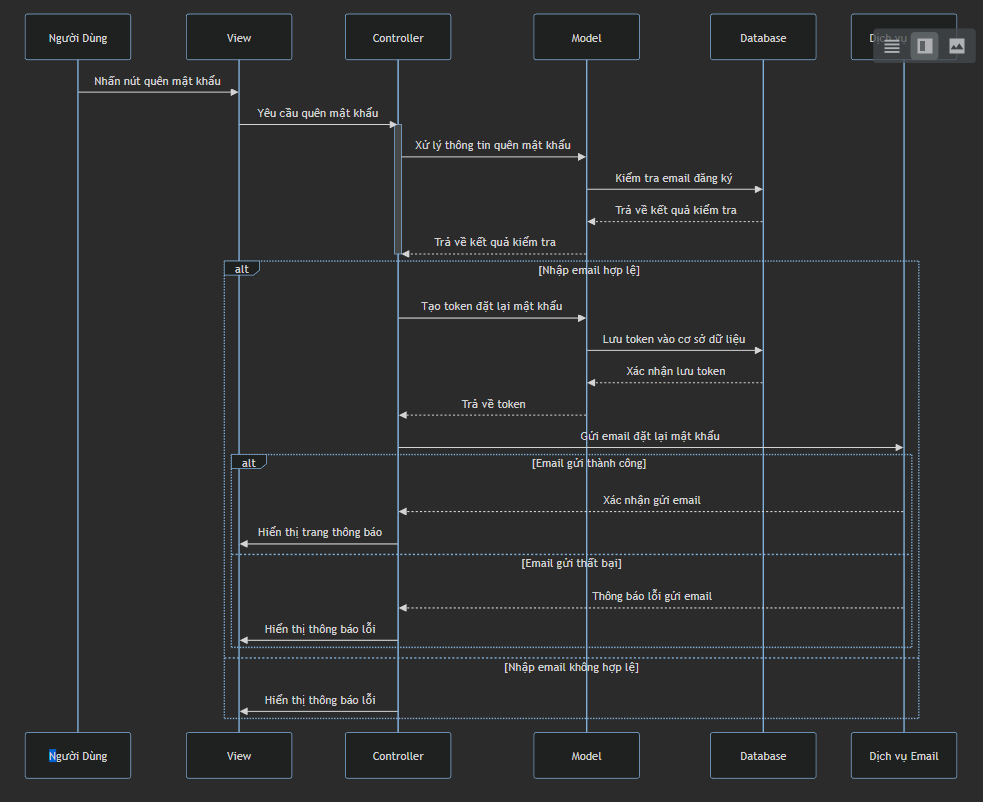 Người Dùng
View
Controller
Model
Database
Dịch vụ
Nhấn nút quên mật khẩu
Yêu cầu quên mật khẩu
Xử lý thông tin quên mật khẩu
Kiểm tra email đăng ký
Trả về kết quả kiểm tra
Trả về kết quả kiểm tra
alt
[Nhập email hợp lệ]
Tạo token đặt lại mật khẩu
Lưu token vào cơ sở dữ liệu
Xác nhận lưu token
Trả về token
Gửi email đặt lại mật khẩu
alt
[Email gửi thành công]
Xác nhận gửi email
Hiển thị trang thông báo
[Email gửi thất bại]
Thông báo lỗi gửi email
Hiển thị thông báo lỗi
[Nhập email không hợp lệ]
Hiển thị thông báo lỗi
Người Dùng
View
Controller
Model
Database
Dịch vụ Email